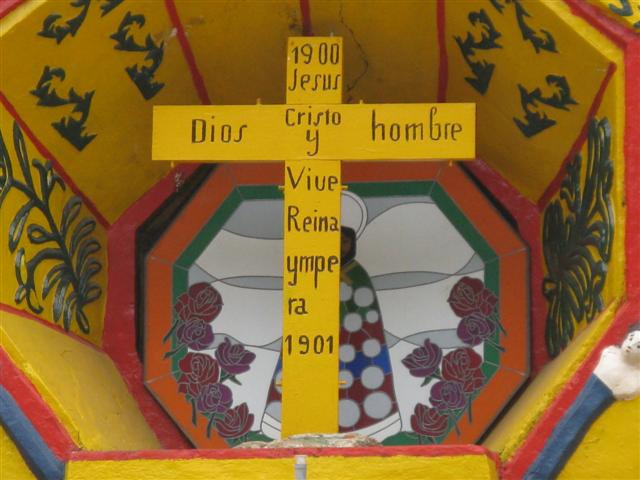 1900
Jesus
Cristo
Dios y hombre
Vive
Reina
ympe
ra
1901